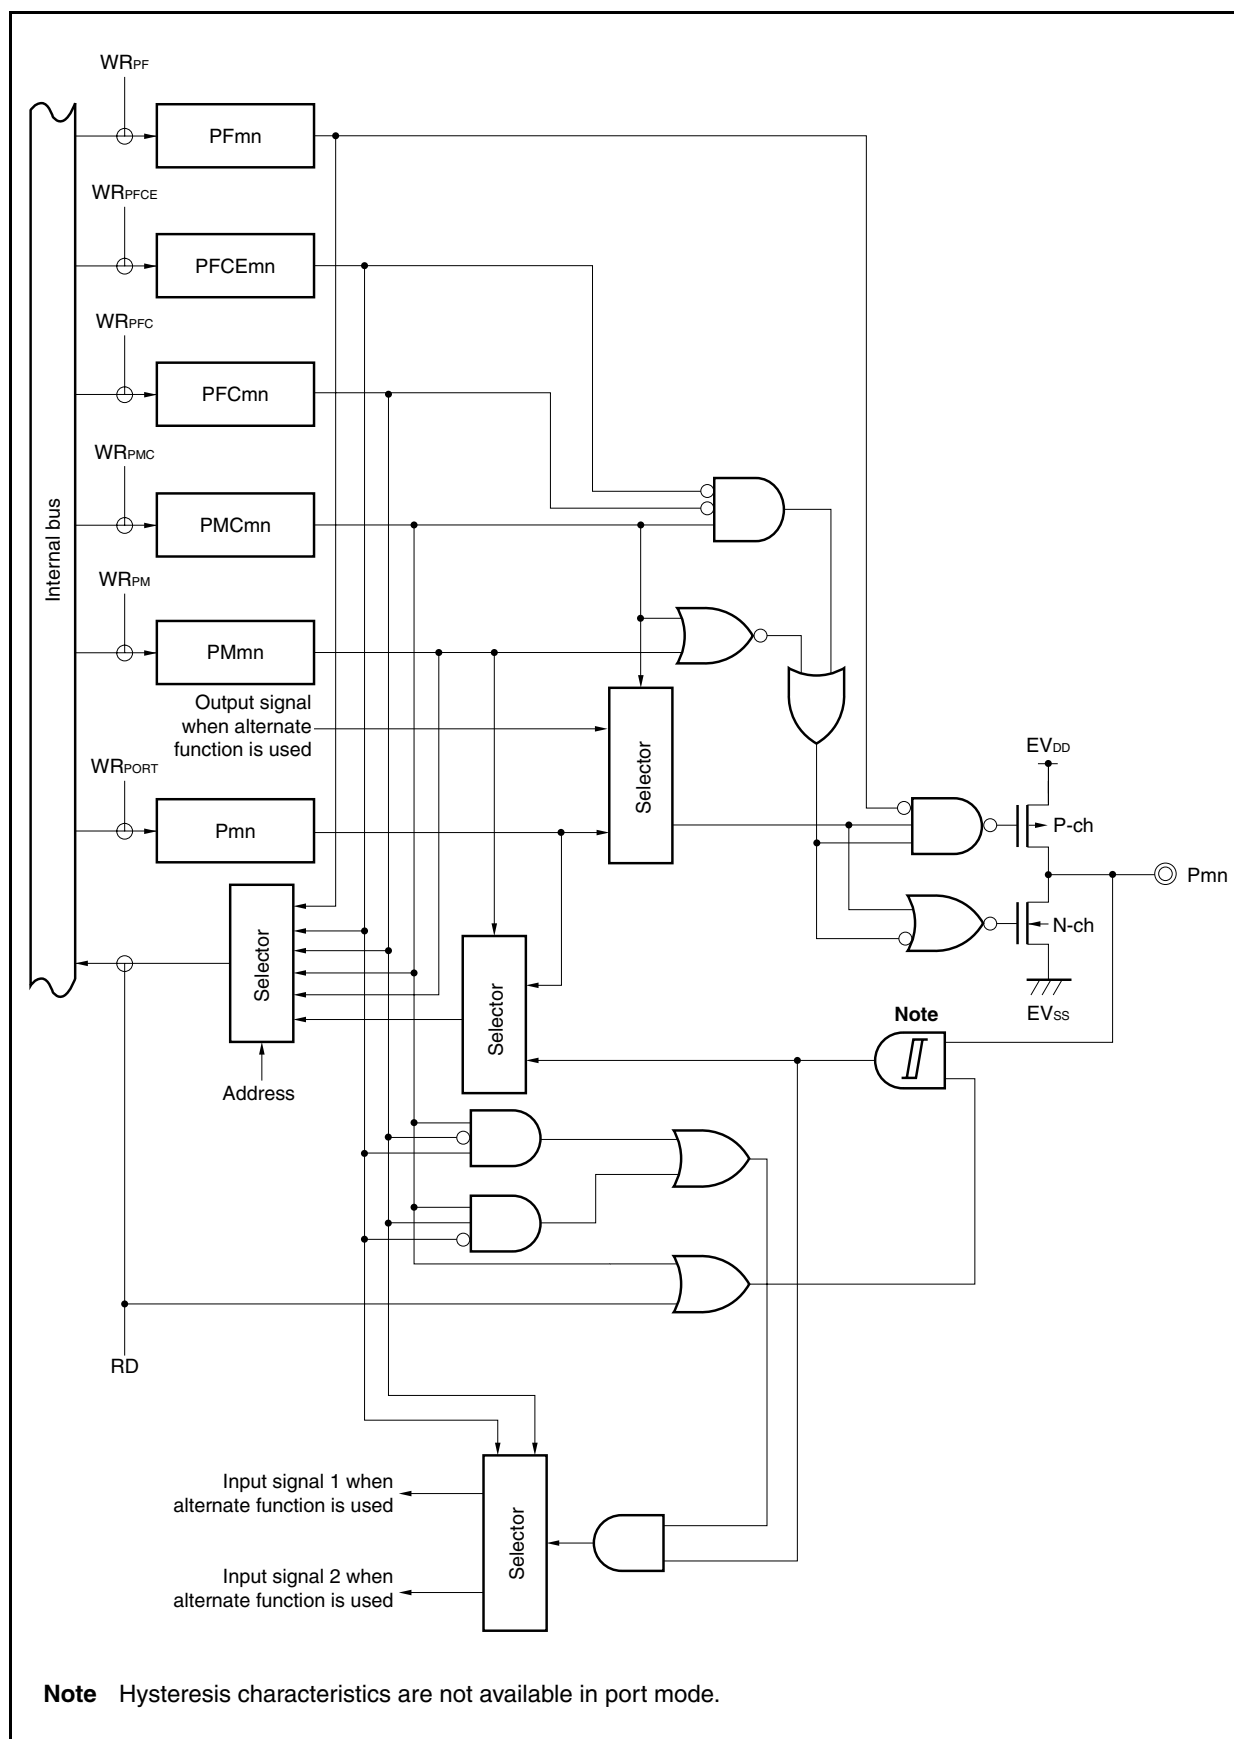 WRPF
PFmn
WRPFCE
PFCEmn
WRPFC
PFCmn
WRPMC
PMCmn
Internal bus
WRPM
PMmn
Output signal
when alternate
function is used
Selector
WRPORT
Pmn
EVDD
P-ch
Pmn
N-ch
EVSS
Selector
Selector
Note
Address
RD
Input signal 1 when
alternate function is used
Selector
Input signal 2 when
alternate function is used
Note Hysteresis characteristics are not available in port mode.